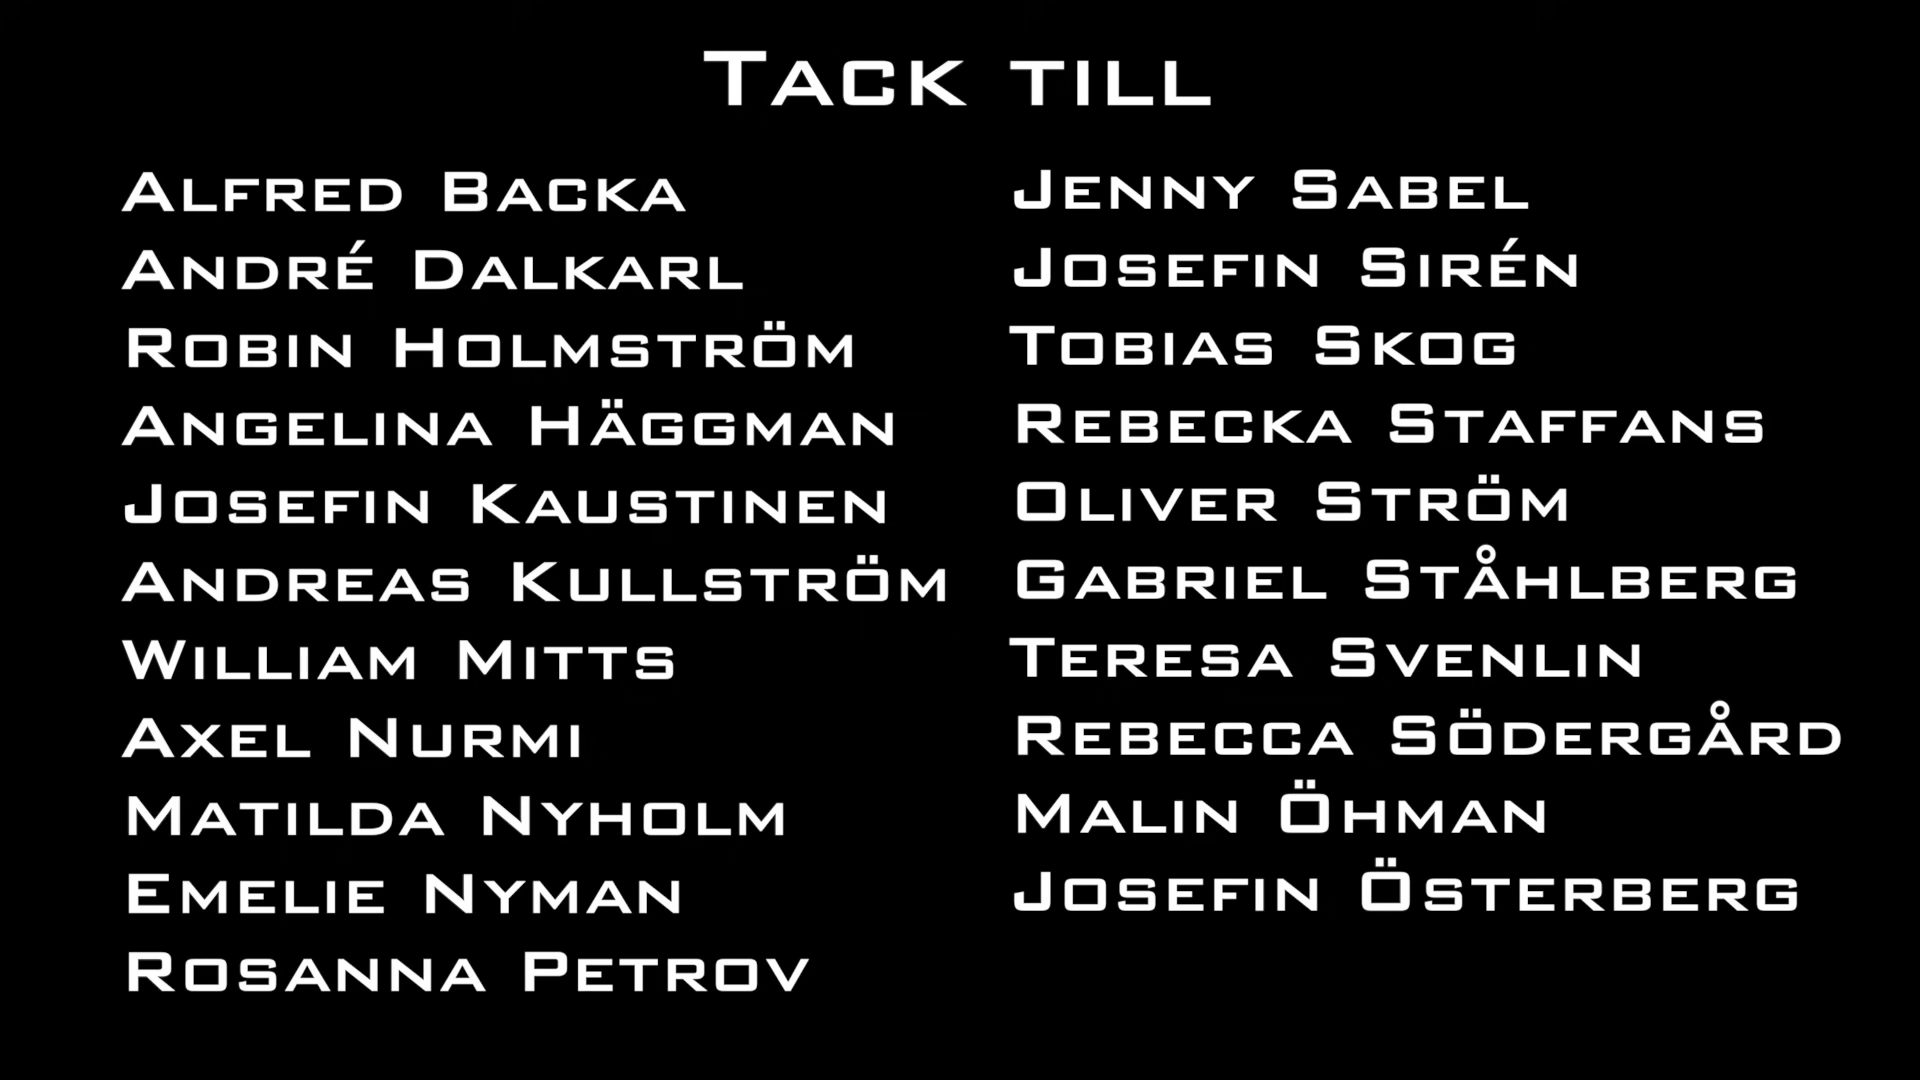 Tack till
Alfred Backa
André Dalkarl
Robin Holmström
Angelina Häggman
Josefin Kaustinen
Andreas Kullström
William Mitts
Axel Nurmi
Matilda Nyholm
Emelie Nyman
Rosanna Petrov
Jenny Sabel
Josefin Sirén
Tobias Skog
Rebecka Staffans
Oliver Ström
Gabriel Ståhlberg
Teresa Svenlin
Rebecca Södergård
Malin Öhman
Josefin Österberg